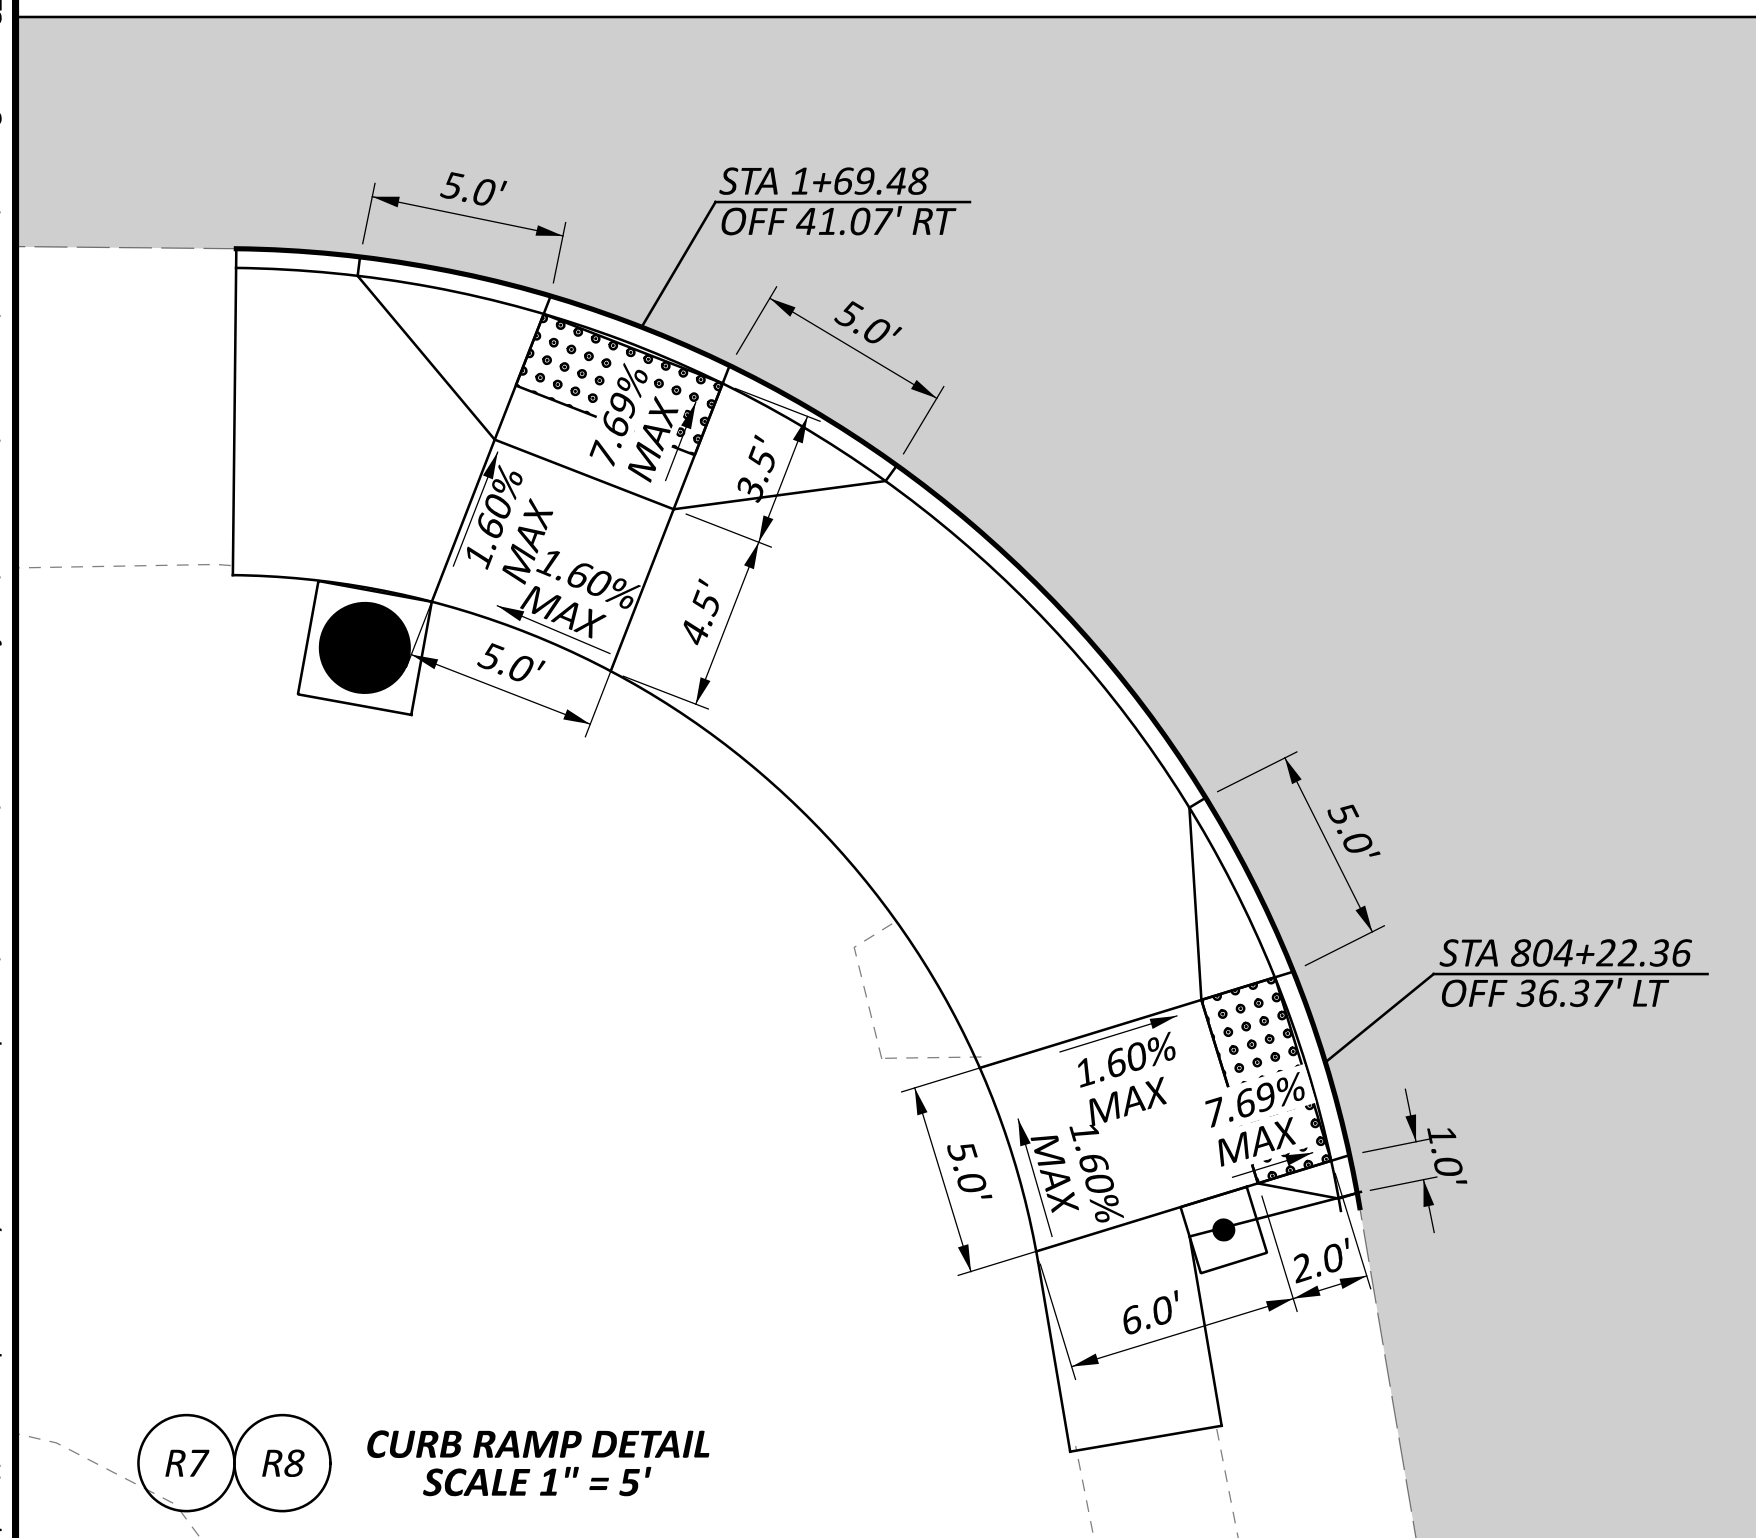 5.0'
STA 1+69.48
OFF 41.07' RT
5.0'
7.69%
MAX
3.5'
1.60%
MAX
1.60%
MAX
4.5'
5.0'
5.0'
STA 804+22.36
OFF 36.37' LT
1.60%
MAX
7.69%
MAX
1.60%
MAX
5.0'
1.0'
2.0'
6.0'
R7
R8
CURB RAMP DETAIL
SCALE 1" = 5'